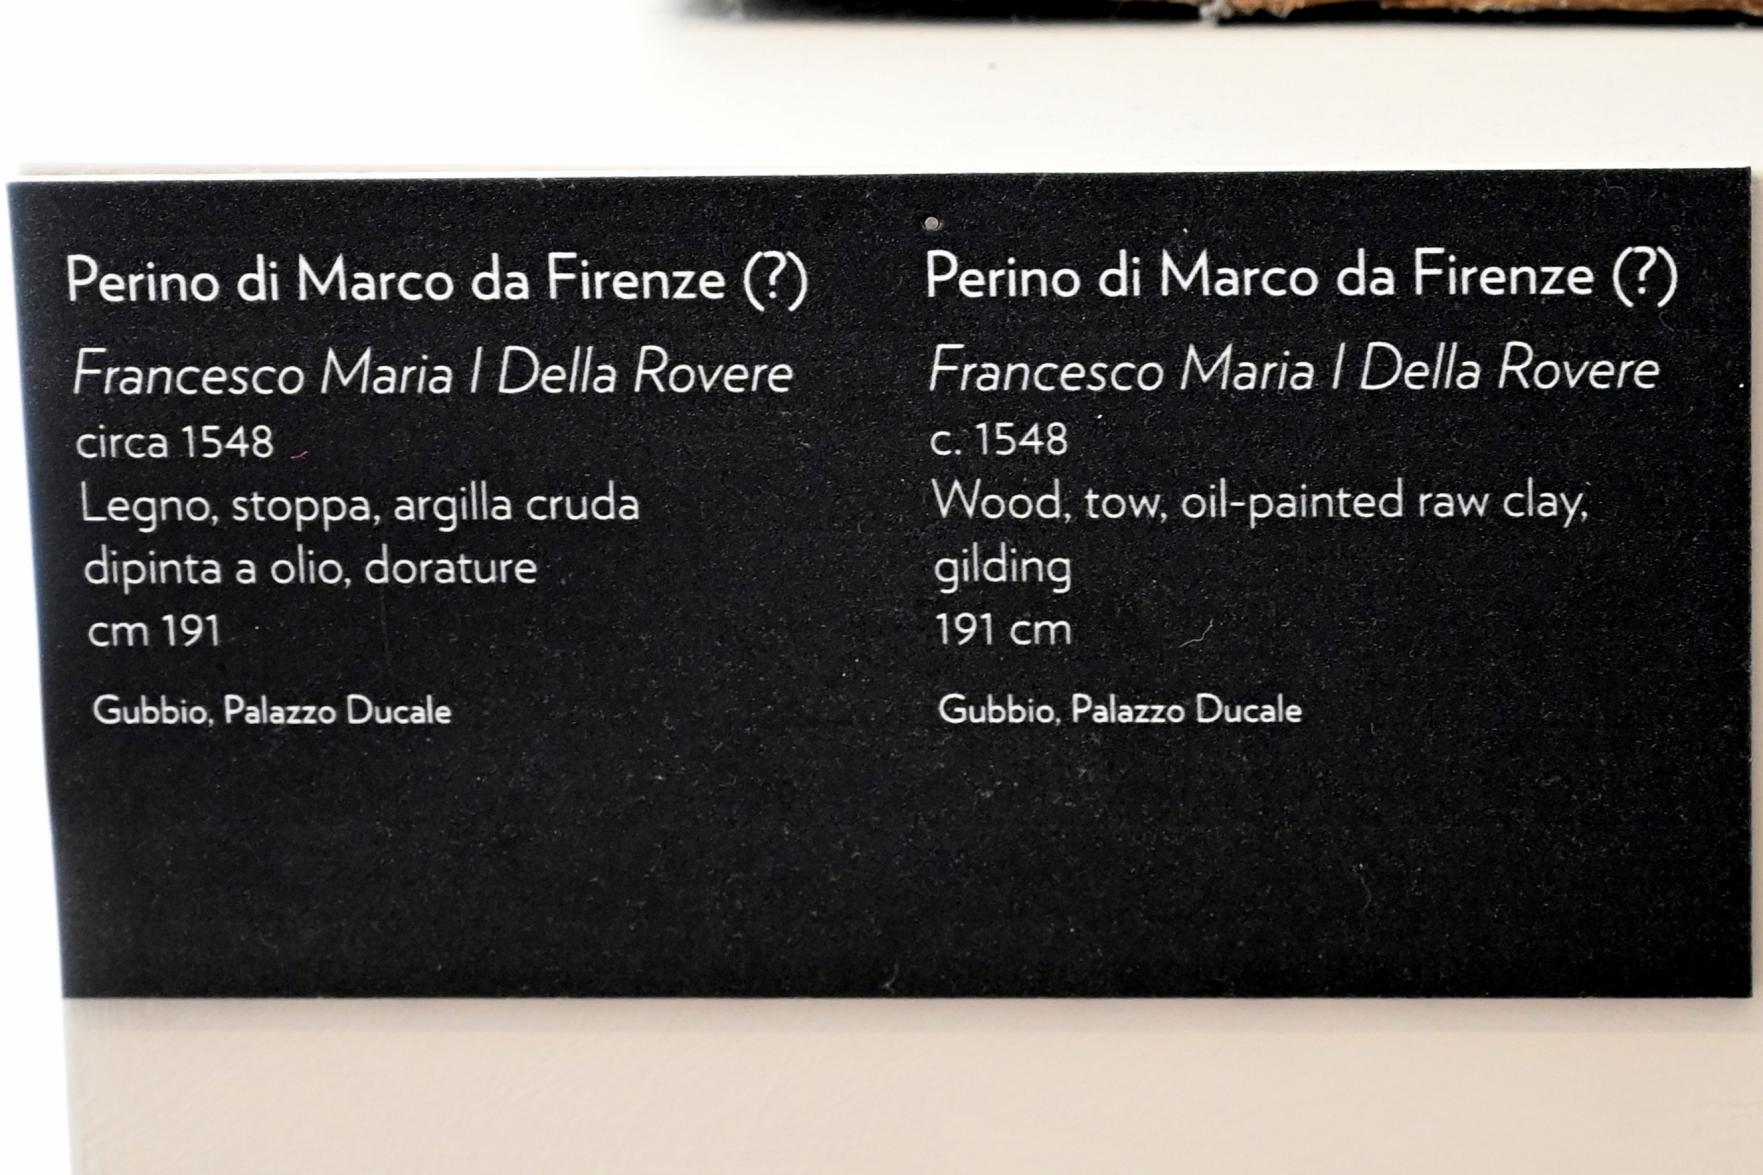 Perino di Marco da Firenze (?)
Francesco Maria I Della Rovere
circa 1548
Legno, stoppa, argilla cruda
dipinta a olio, dorature
cm 191
Gubbio, Palazzo Ducale
Perino di Marco da Firenze (?)
Francesco Maria I Della Rovere
c. 1548
Wood, tow, oil-painted raw clay,
gilding
191 cm
Gubbio, Palazzo Ducale